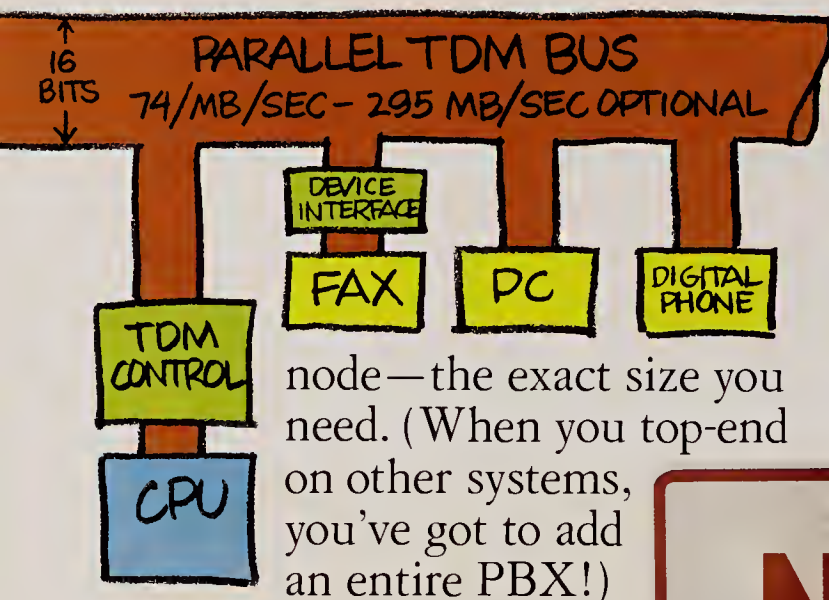 16
BITS
PARALLEL TDM BUS
74/MB/SEC- 295 MB/SEC OPTIONAL
DEVICE
INTERFACE
FAX
PC
DIGITAL
PHONE
TDM
CONTROL
CPU
node—the exact size you
need. (When you top-end
on other systems,
you've got to add
an entire PBX!)
N